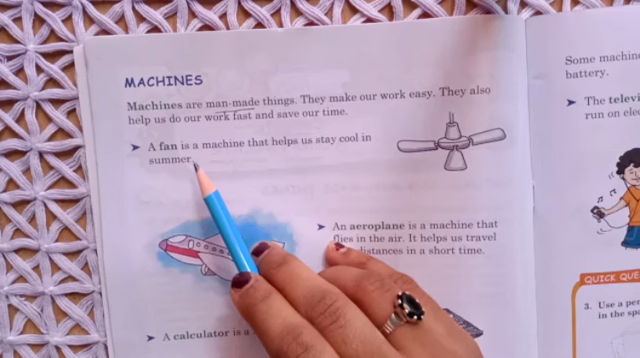 MACHINES
Machines are man-made things. They make our work easy. They also
help us do our work fast and save our time.
A fan is a machine that helps us stay cool in
summer.
An aeroplane is a machine that
flies in the air. It helps us travel
distances in a short time.
A calculator is a
Some machin
battery.
The televi
run on ele
QUICK QUE
3. Use a pe
in the sp